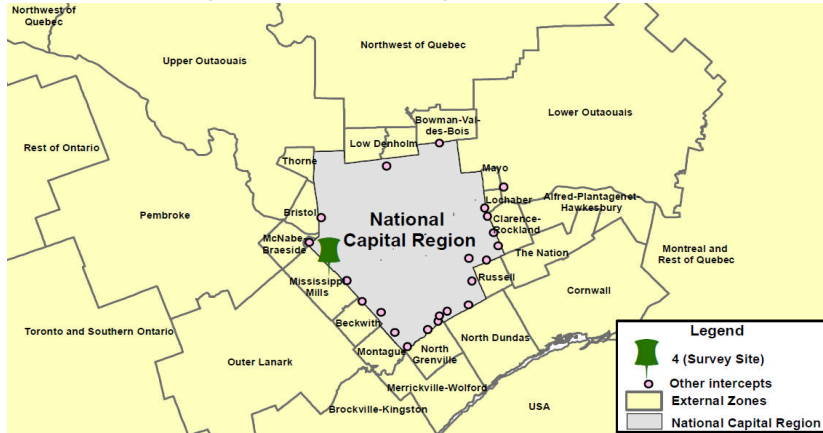 Northwest of
Quebec
Northwest of Quebec
Upper Outaouais
Bowman-Val-
des-Bois
Lower Outaouais
Low Denholm
Rest of Ontario
Thorne
Mayo
Lochaber
Alfred-Plantagenet-
Hawkesbury
Pembroke
Bristol
National
Capital Region
Clarence-
Rockland
McNabe-
Braeside
The Nation
Montreal and
Rest of Quebec
Mississippi
Mills
Russell
Cornwall
Toronto and Southern Ontario
Beckwith
North Dundas
Outer Lanark
Montague
North
Grenville
Merrickville-Wolford
Brockville-Kingston
USA
Legend
4 (Survey Site)
Other intercepts
External Zones
National Capital Region